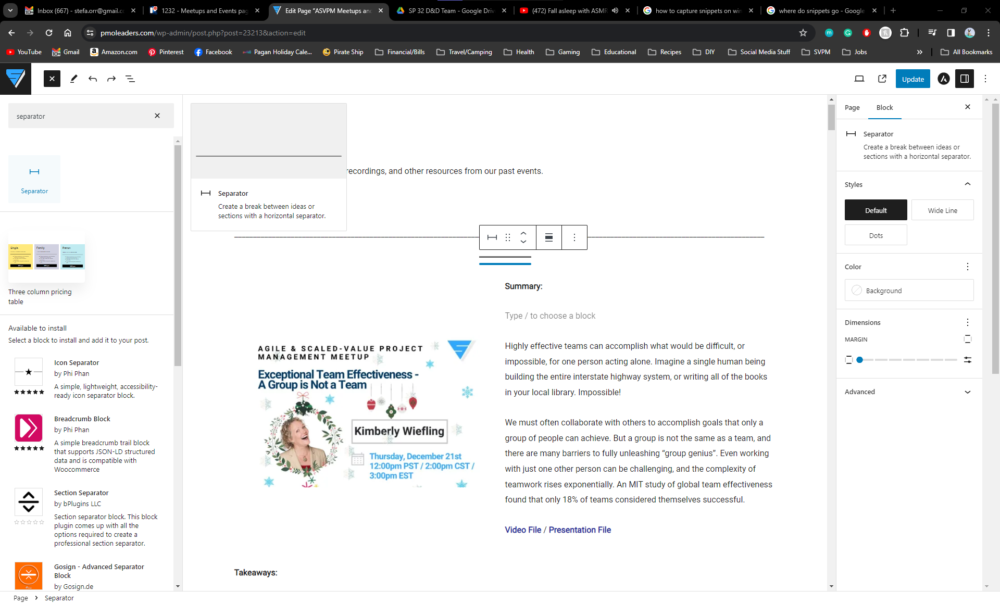 Inbox (667) - stefa.orr@gmail.c
1232 - Meetups and Events pag
Edit Page "ASVPM Meetups and
SP 32 D&D Team - Google Driv
(472) Fall asleep with ASMR
how to capture snippets on win
where do snippets go - Google
pmoleaders.com/wp-admin/post.php?post=23213&action=edit
YouTube
Gmail
Amazon.com
Pinterest
Facebook
Pagan Holiday Cale...
Pirate Ship
Financial/Bills
Travel/Camping
Health
Gaming
Educational
Recipes
DIY
Social Media Stuff
SVPM
Jobs
All Bookmarks
Update
separator
Separator
Three column pricing
table
Available to install
Select a block to install and add it to your post.
Icon Separator
by Phi Phan
A simple, lightweight, accessibility-
ready icon separator block.
Breadcrumb Block
by Phi Phan
A simple breadcrumb trail block
that supports JSON-LD structured
data and is compatible with
Woocommerce
Section Separator
by bPlugins LLC
Section separator block. This block
plugin comes up with all the
options required to create a
professional section separator.
Gosign - Advanced Separator
Block
by Gosign.de
Separator
Create a break between ideas or
sections with a horizontal separator.
recordings, and other resources from our past events.
AGILE & SCALED-VALUE PROJECT
MANAGEMENT MEETUP
Exceptional Team Effectiveness -
A Group is Not a Team
Kimberly Wiefling
Thursday, December 21st
12:00pm PST / 2:00pm CST /
3:00pm EST
Summary:
Type / to choose a block
Highly effective teams can accomplish what would be difficult, or
impossible, for one person acting alone. Imagine a single human being
building the entire interstate highway system, or writing all of the books
in your local library. Impossible!
We must often collaborate with others to accomplish goals that only a
group of people can achieve. But a group is not the same as a team, and
there are many barriers to fully unleashing “group genius”. Even working
with just one other person can be challenging, and the complexity of
teamwork rises exponentially. An MIT study of global team effectiveness
found that only 18% of teams considered themselves successful.
Video File / Presentation File
Takeaways:
Page
Block
Separator
Create a break between ideas or
sections with a horizontal separator.
Styles
Default
Wide Line
Dots
Color
Background
Dimensions
MARGIN
Advanced
Page
Separator